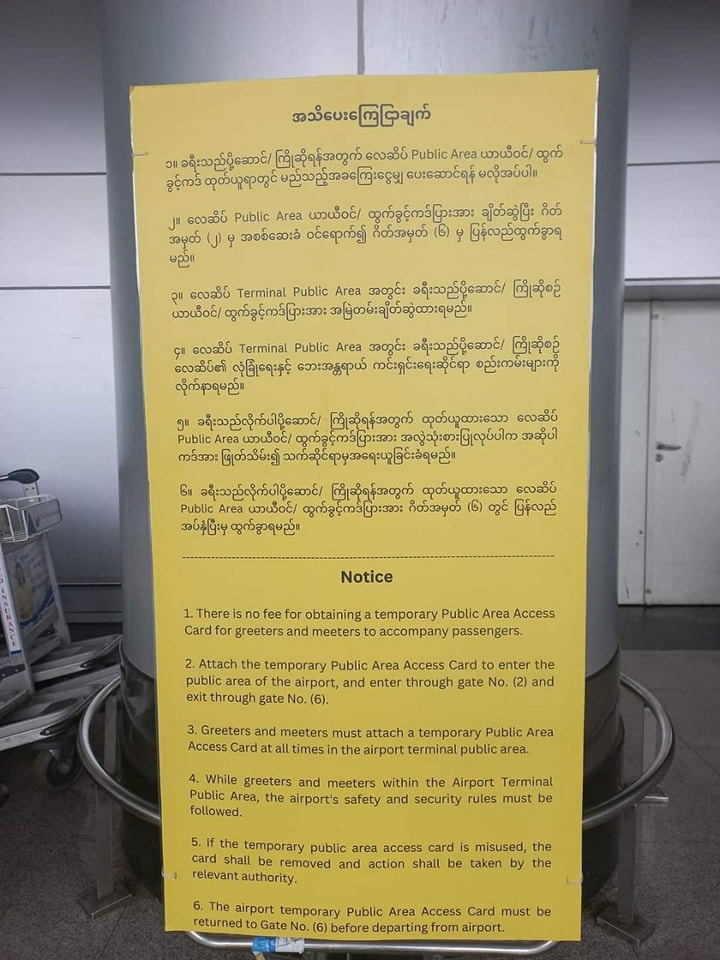 အသိပေးကြေငြာချက်
၁။ ခရီးသည်ပို့ဆောင်/ ကြိုဆိုရန်အတွက် လေဆိပ် Public Area ယာယီဝင်/ ထွက်
ခွင့်ကဒ် ထုတ်ယူရာတွင် မည်သည့်အခကြေးငွေမျှ ပေးဆောင်ရန် မလိုအပ်ပါ။
၂။ လေဆိပ် Public Area ယာယီဝင်/ ထွက်ခွင့်ကဒ်ပြားအား ချိတ်ဆွဲပြီး ဂိတ်
အမှတ် (၂) မှ အစစ်ဆေးခံ ဝင်ရောက်၍ ဂိတ်အမှတ် (၆) မှ ပြန်လည်ထွက်ခွာရ
မည်။
၃။ လေဆိပ် Terminal Public Area အတွင်း ခရီးသည်ပို့ဆောင်/ ကြိုဆိုစဉ်
ယာယီဝင်/ ထွက်ခွင့်ကဒ်ပြားအား အမြဲတမ်းချိတ်ဆွဲထားရမည်။
၄။ လေဆိပ် Terminal Public Area အတွင်း ခရီးသည်ပို့ဆောင်/ ကြိုဆိုစဉ်
လေဆိပ်၏ လုံခြုံရေးနှင့် ဘေးအန္တရာယ် ကင်းရှင်းရေးဆိုင်ရာ စည်းကမ်းများကို
လိုက်နာရမည်။
၅။ ခရီးသည်လိုက်ပါပို့ဆောင်/ ကြိုဆိုရန်အတွက် ထုတ်ယူထားသော လေဆိပ်
Public Area ယာယီဝင်/ ထွက်ခွင့်ကဒ်ပြားအား အလွဲသုံးစားပြုလုပ်ပါက အဆိုပါ
ကဒ်အား ဖြုတ်သိမ်း၍ သက်ဆိုင်ရာမှအရေးယူခြင်းခံရမည်။
၆။ ခရီးသည်လိုက်ပါပို့ဆောင်/ ကြိုဆိုရန်အတွက် ထုတ်ယူထားသော လေဆိပ်
Public Area ယာယီဝင်/ ထွက်ခွင့်ကဒ်ပြားအား ဂိတ်အမှတ် (၆) တွင် ပြန်လည်
အပ်နှံပြီးမှ ထွက်ခွာရမည်။
Notice
1. There is no fee for obtaining a temporary Public Area Access
Card for greeters and meeters to accompany passengers.
2. Attach the temporary Public Area Access Card to enter the
public area of the airport, and enter through gate No. (2) and
exit through gate No. (6).
3. Greeters and meeters must attach a temporary Public Area
Access Card at all times in the airport terminal public area.
4. While greeters and meeters within the Airport Terminal
Public Area, the airport's safety and security rules must be
followed.
5. If the temporary public area access card is misused, the
card shall be removed and action shall be taken by the
relevant authority.
6. The airport temporary Public Area Access Card must be
returned to Gate No. (6) before departing from airport.
INSURANCE